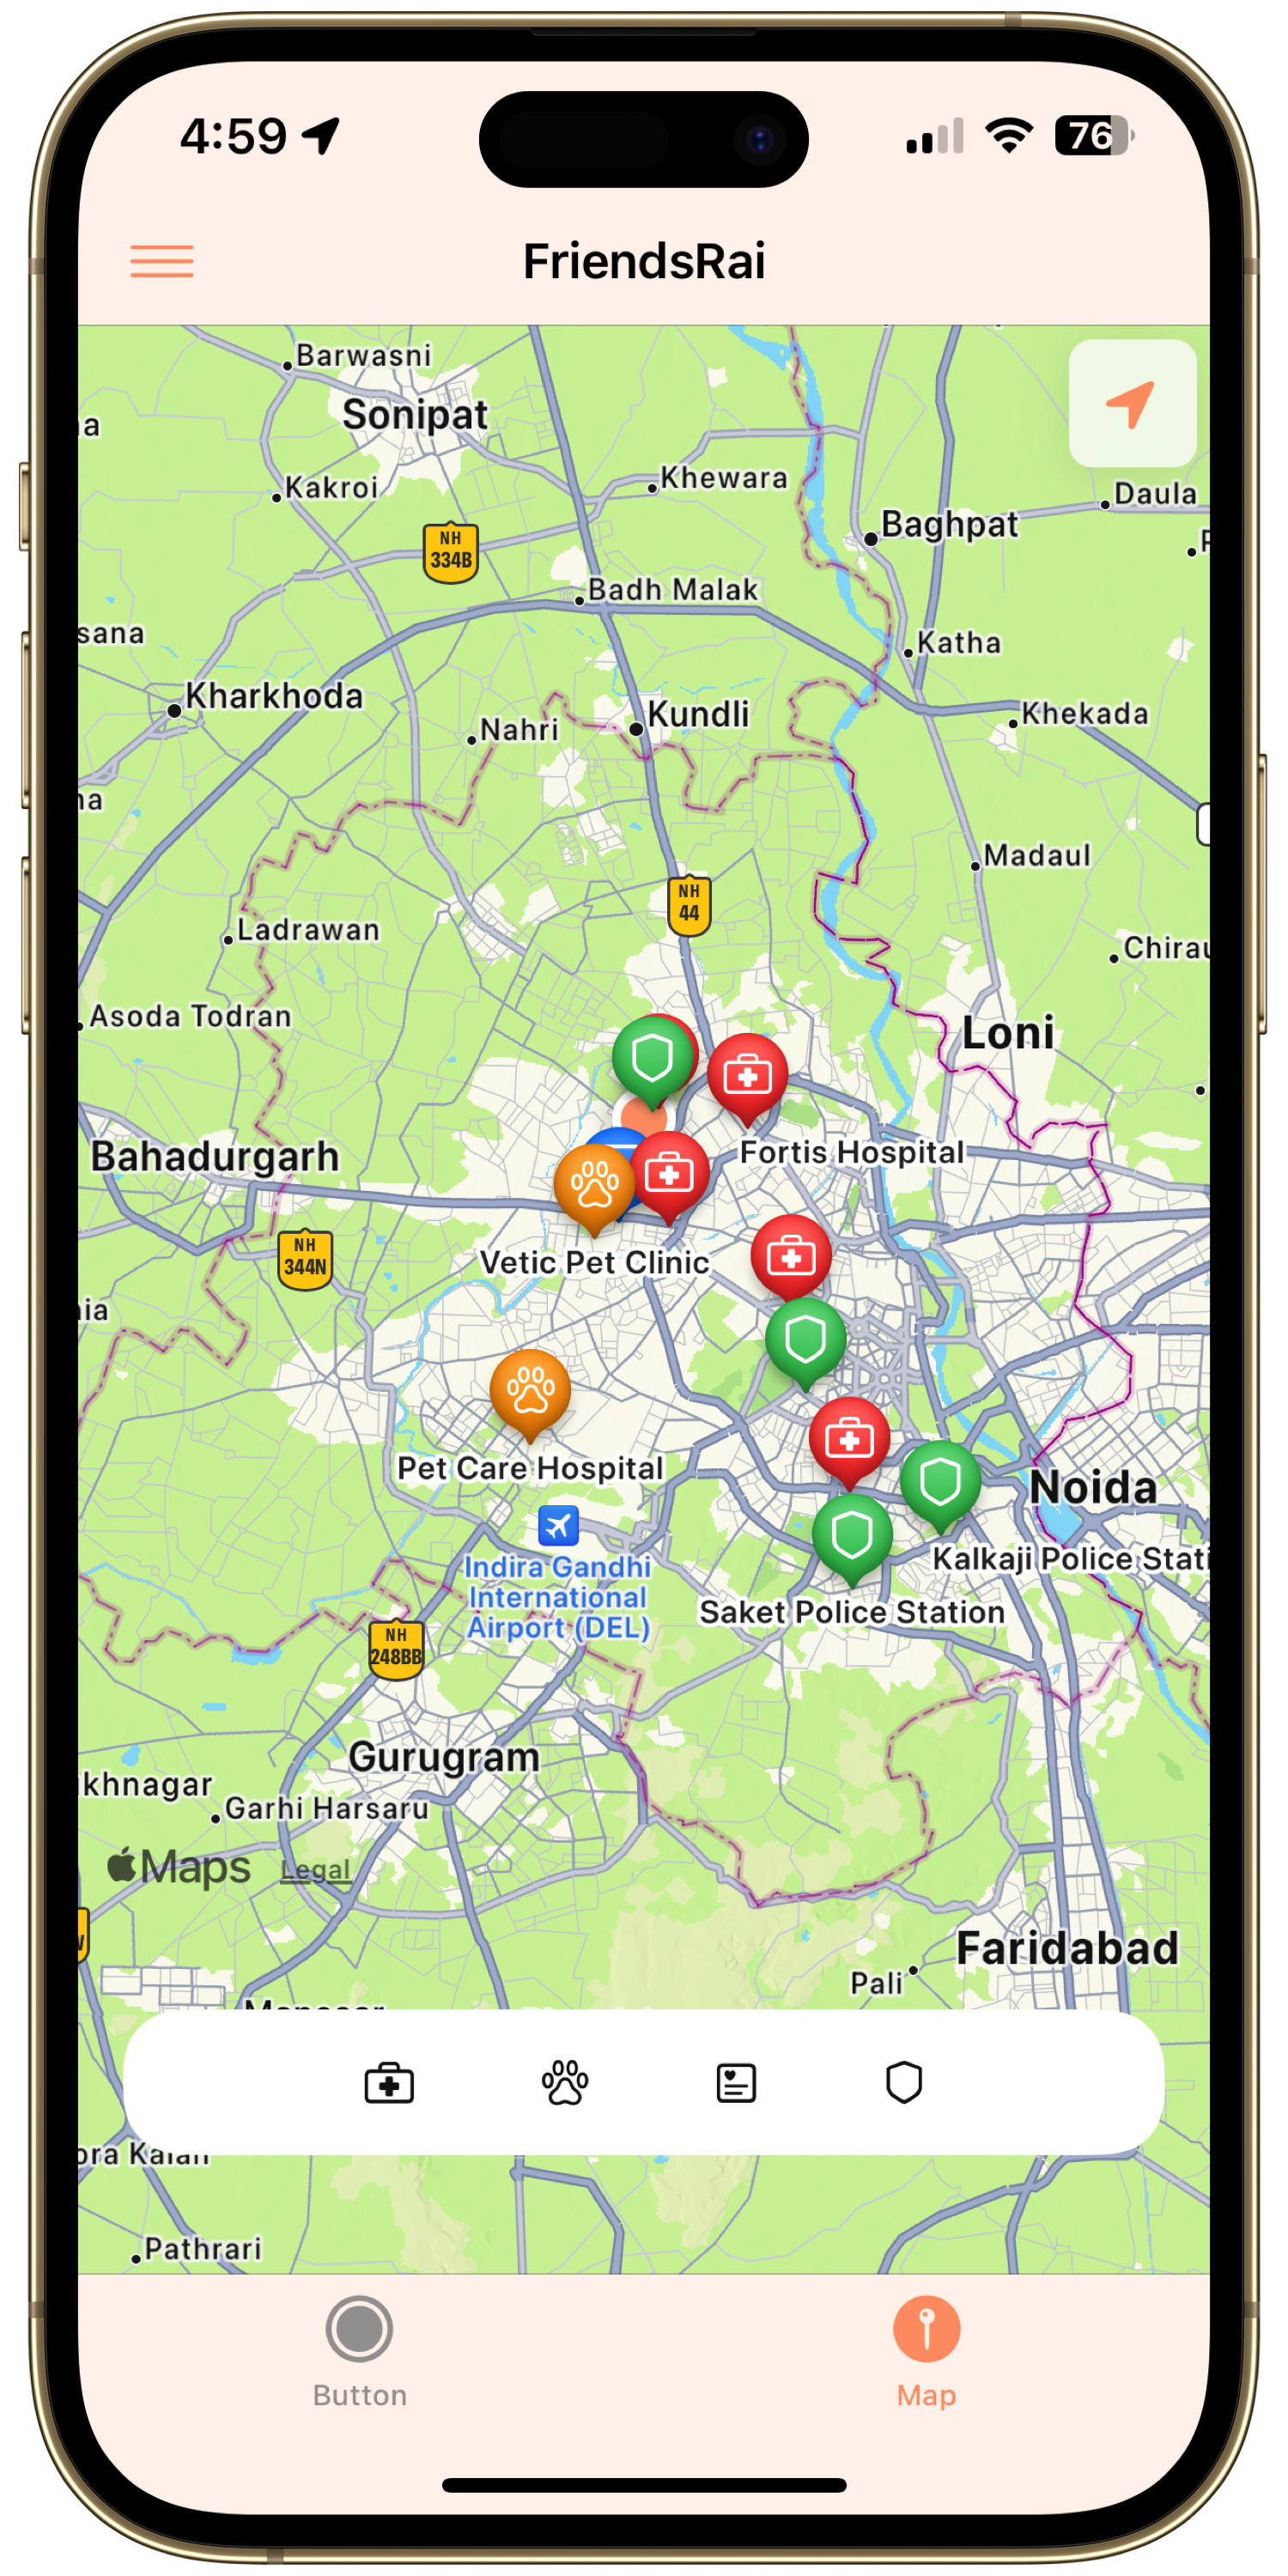 4:59
76
FriendsRai
Barwasni
Sonipat
Kakroi
Khewara
Daula
Baghpat
NH
334B
Badh Malak
sana
Katha
Kharkhoda
Kundli
Khekada
Nahri
Madaul
NH
44
Ladrawan
Chirau
Asoda Todran
Loni
Bahadurgarh
Fortis Hospital
NH
344N
Vetic Pet Clinic
Pet Care Hospital
Noida
Indira Gandhi
International
Airport (DEL)
Kalkaji Police Stati
Saket Police Station
NH
248BB
Gurugram
khnagar
Garhi Harsaru
Maps
Legal
Faridabad
Pali
Pathrari
Button
Map